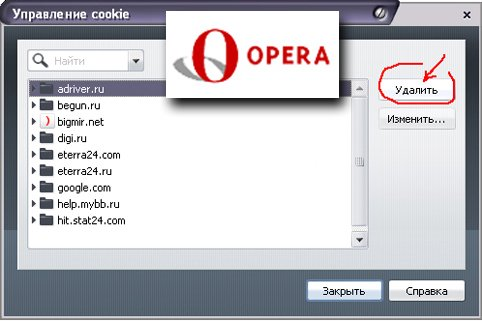 Управление cookie
OPERA
Найти
adriver.ru
begun.ru
bigmir.net
digi.ru
eterra24.com
eterra24.ru
google.com
help.mybb.ru
hit.stat24.com
Удалить
Изменить...
Закрыть
Справка